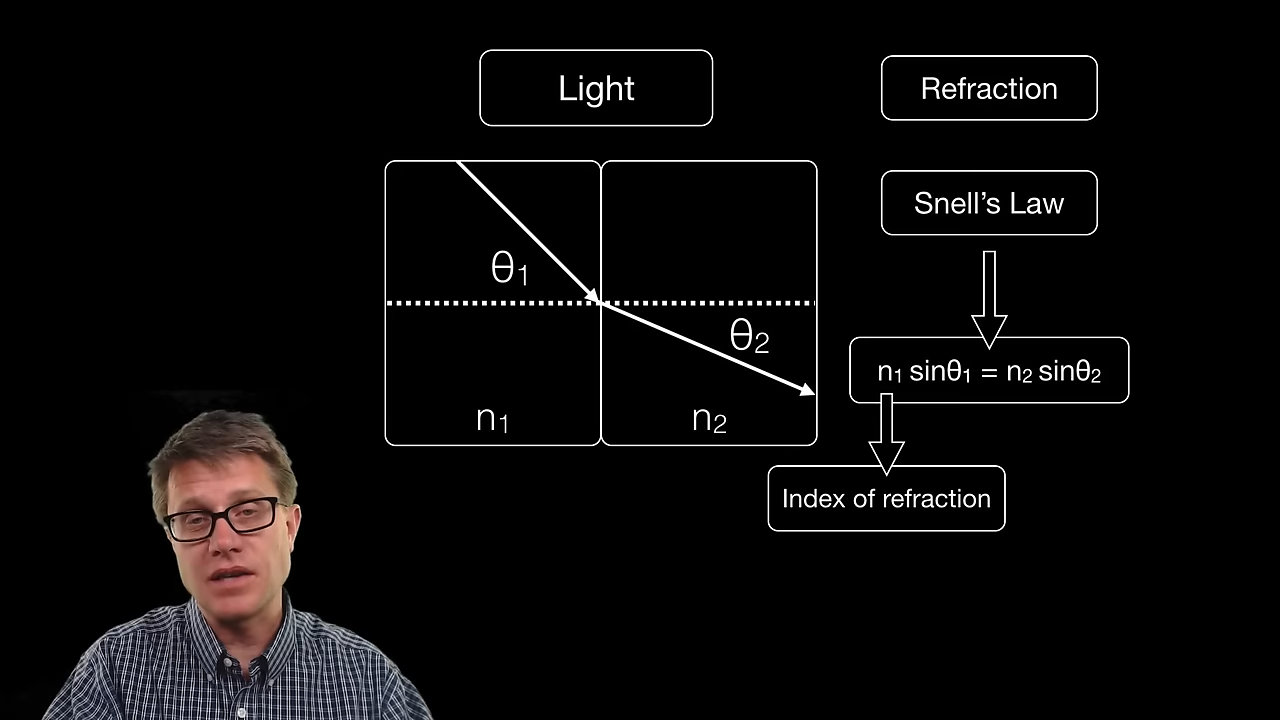 Light
Refraction
Snell’s Law
θ₁
θ₂
n₁ sinθ₁ = n₂ sinθ₂
n₁
n₂
Index of refraction